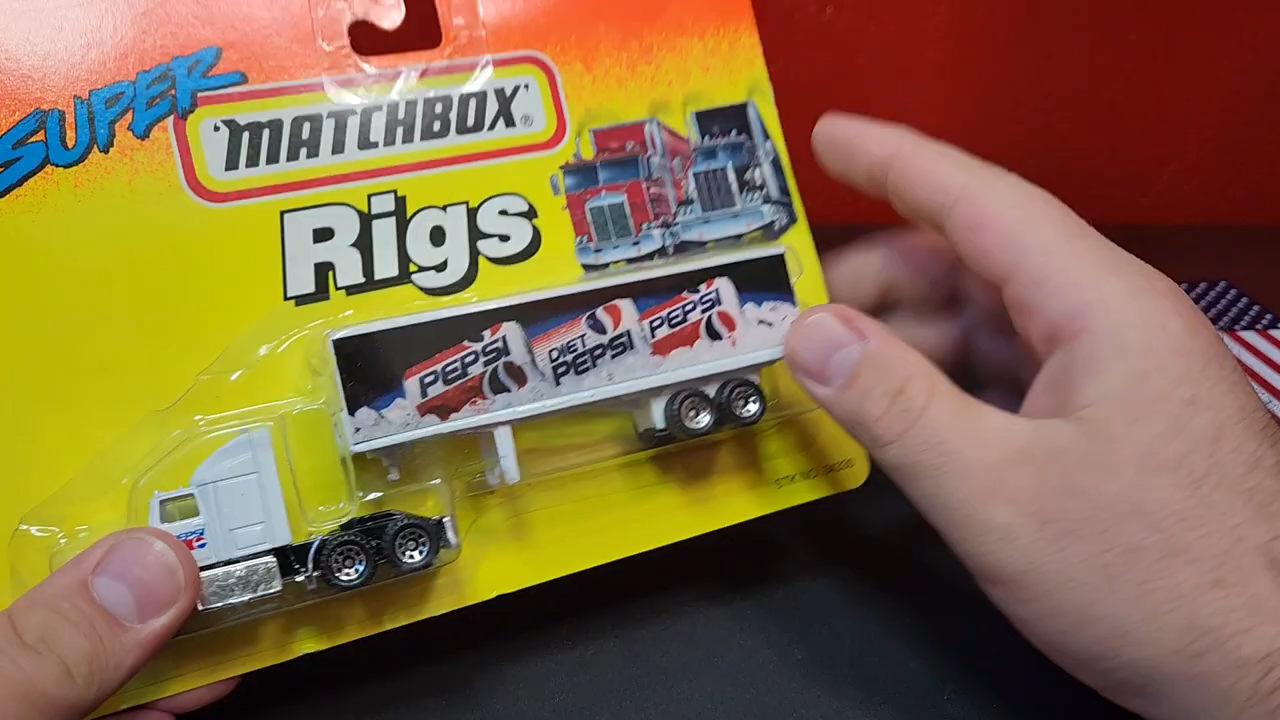 SUPER
'MATCHBOX'®
Rigs
PEPSI
DIET
PEPSI
PEPSI